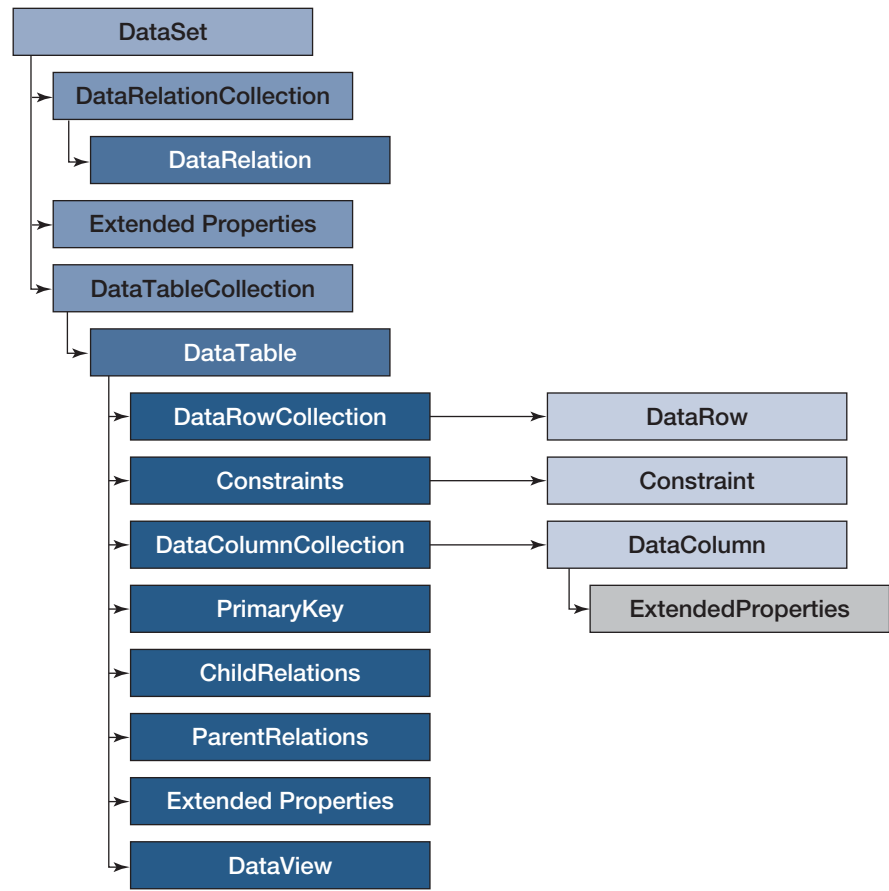 DataSet
DataRelationCollection
DataRelation
Extended Properties
DataTableCollection
DataTable
DataRowCollection
DataRow
Constraints
Constraint
DataColumnCollection
DataColumn
PrimaryKey
ExtendedProperties
ChildRelations
ParentRelations
Extended Properties
DataView